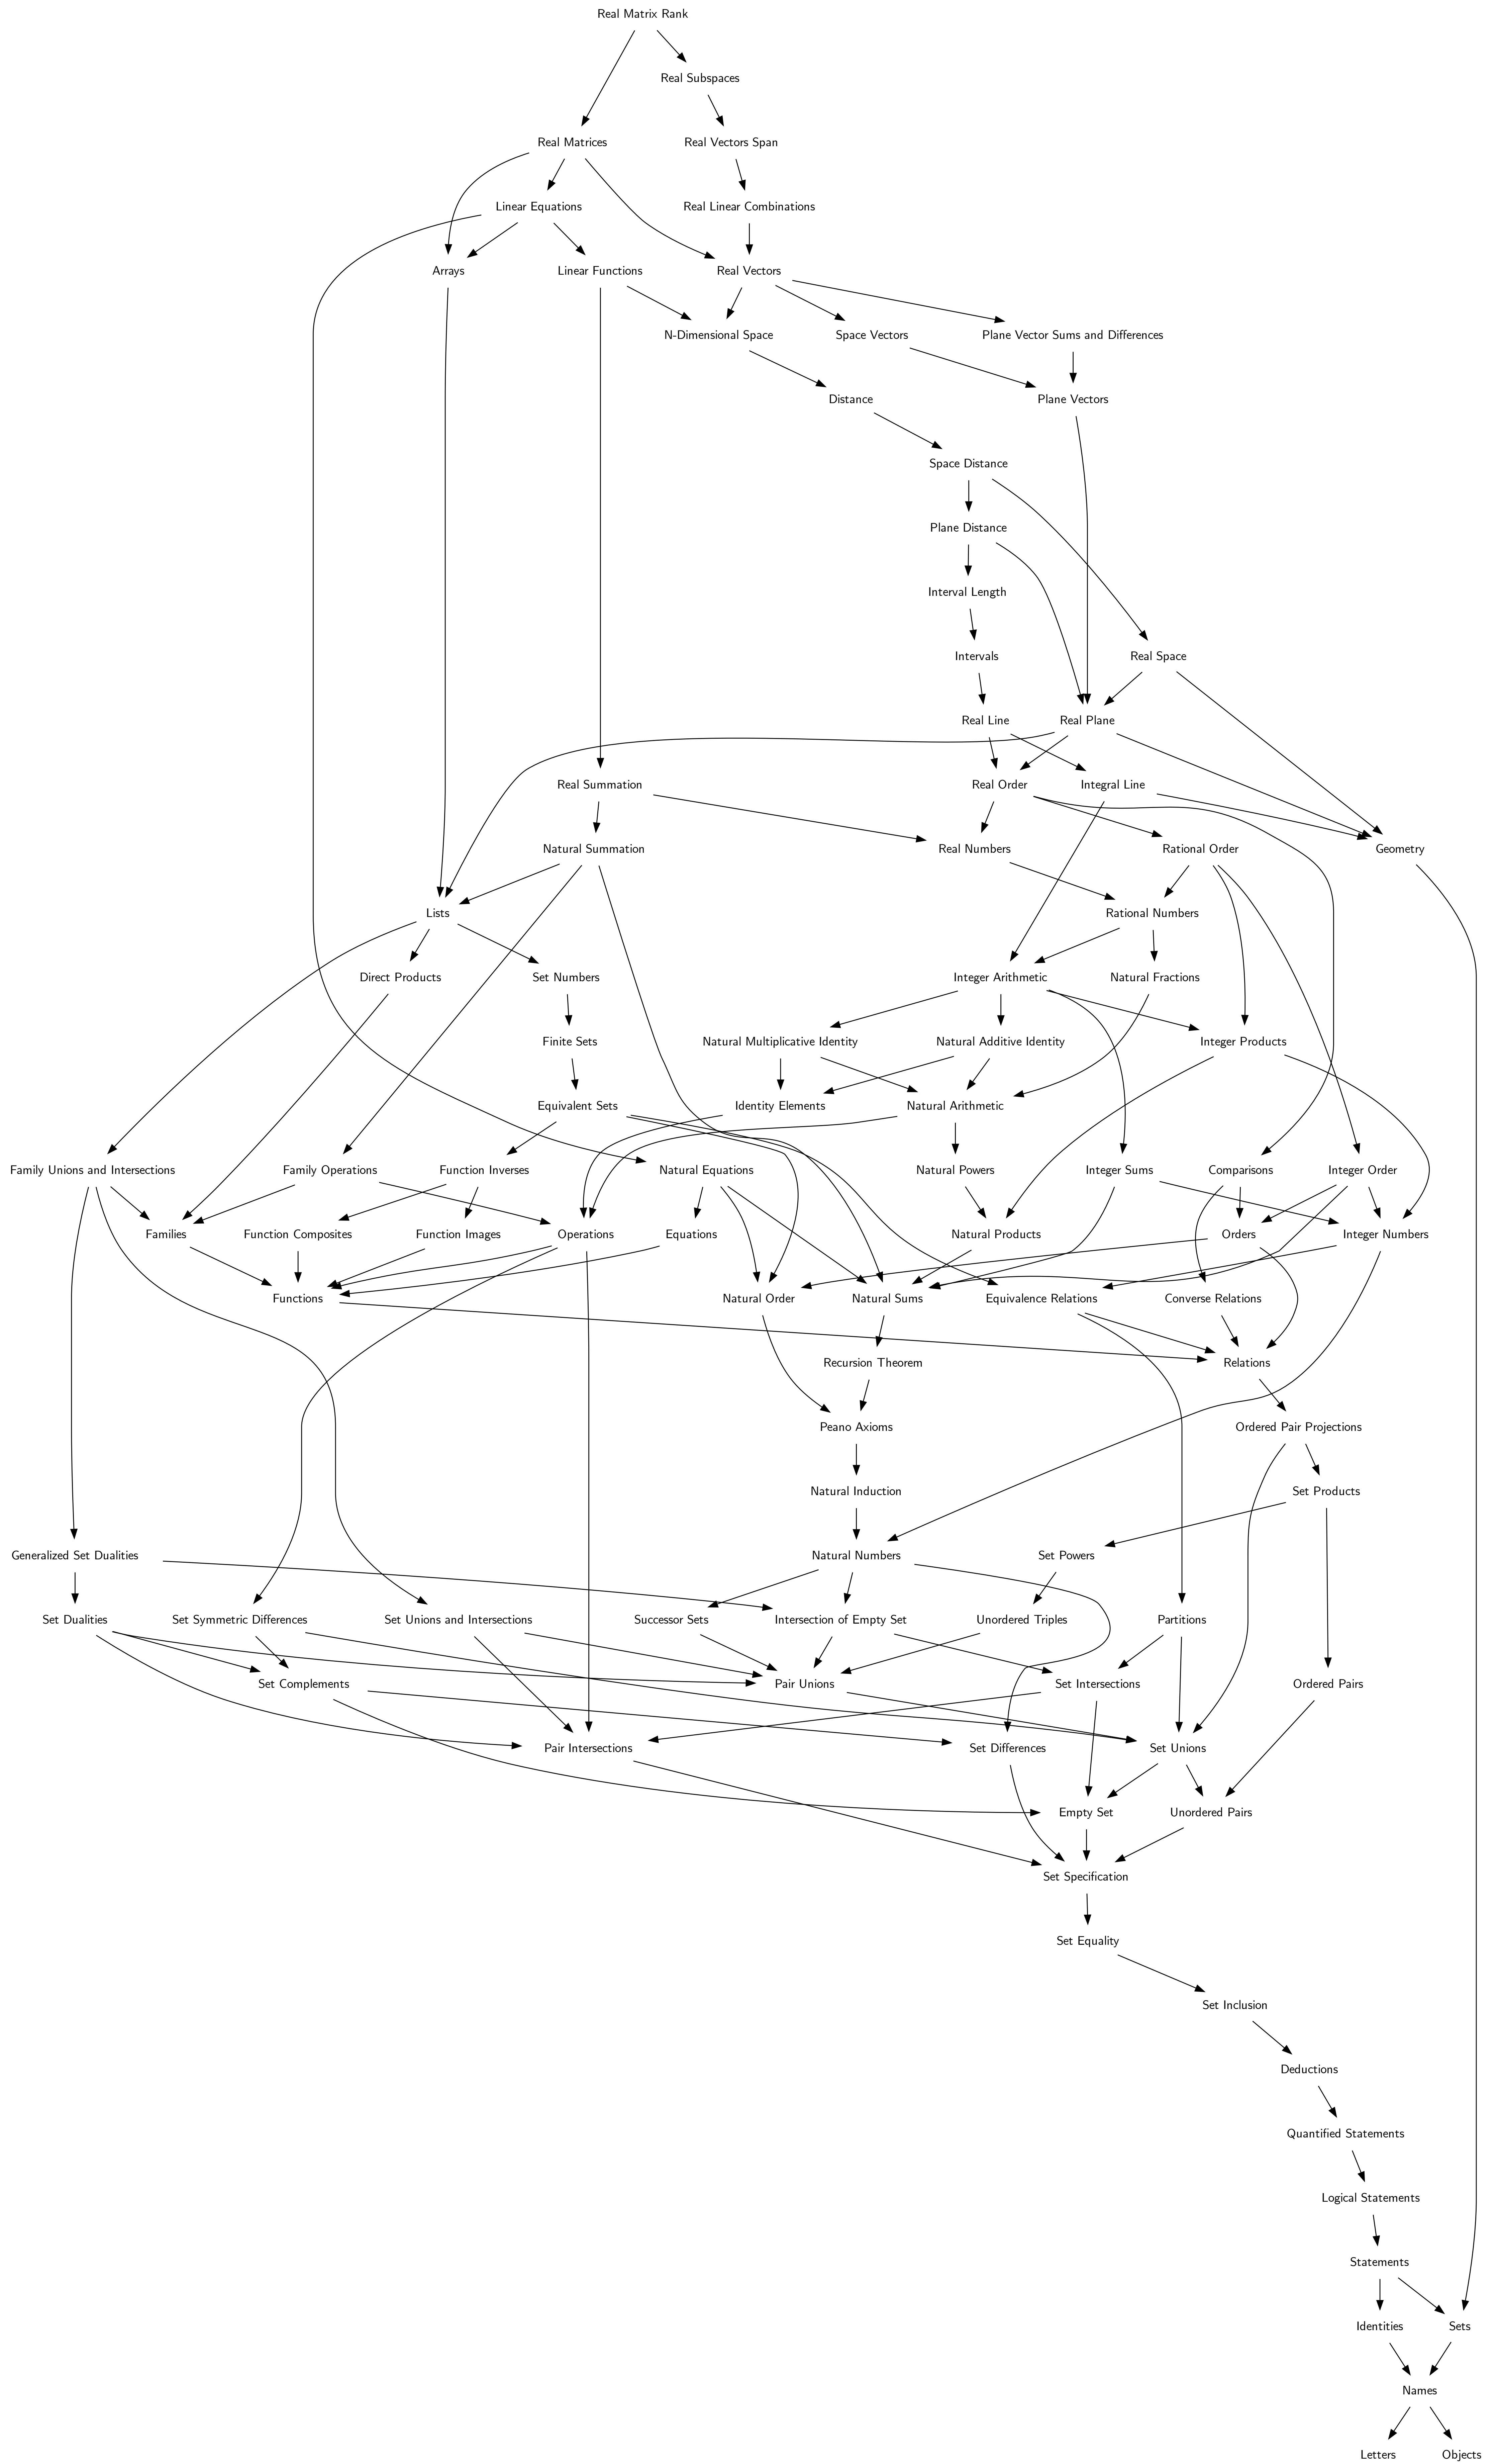 Real Matrix Rank
Real Subspaces
Real Matrices
Real Vectors Span
Linear Equations
Real Linear Combinations
Arrays
Linear Functions
Real Vectors
N-Dimensional Space
Space Vectors
Plane Vector Sums and Differences
Distance
Plane Vectors
Space Distance
Plane Distance
Interval Length
Intervals
Real Space
Real Line
Real Plane
Real Summation
Real Order
Integral Line
Natural Summation
Real Numbers
Rational Order
Geometry
Lists
Rational Numbers
Direct Products
Set Numbers
Integer Arithmetic
Natural Fractions
Finite Sets
Natural Multiplicative Identity
Natural Additive Identity
Integer Products
Equivalent Sets
Identity Elements
Natural Arithmetic
Family Unions and Intersections
Family Operations
Function Inverses
Natural Equations
Natural Powers
Integer Sums
Comparisons
Integer Order
Families
Function Composites
Function Images
Operations
Equations
Natural Products
Orders
Integer Numbers
Functions
Natural Order
Natural Sums
Equivalence Relations
Converse Relations
Recursion Theorem
Relations
Peano Axioms
Ordered Pair Projections
Natural Induction
Set Products
Generalized Set Dualities
Natural Numbers
Set Powers
Set Dualities
Set Symmetric Differences
Set Unions and Intersections
Successor Sets
Intersection of Empty Set
Unordered Triples
Partitions
Set Complements
Pair Unions
Set Intersections
Ordered Pairs
Pair Intersections
Set Differences
Set Unions
Empty Set
Unordered Pairs
Set Specification
Set Equality
Set Inclusion
Deductions
Quantified Statements
Logical Statements
Statements
Identities
Sets
Names
Letters
Objects